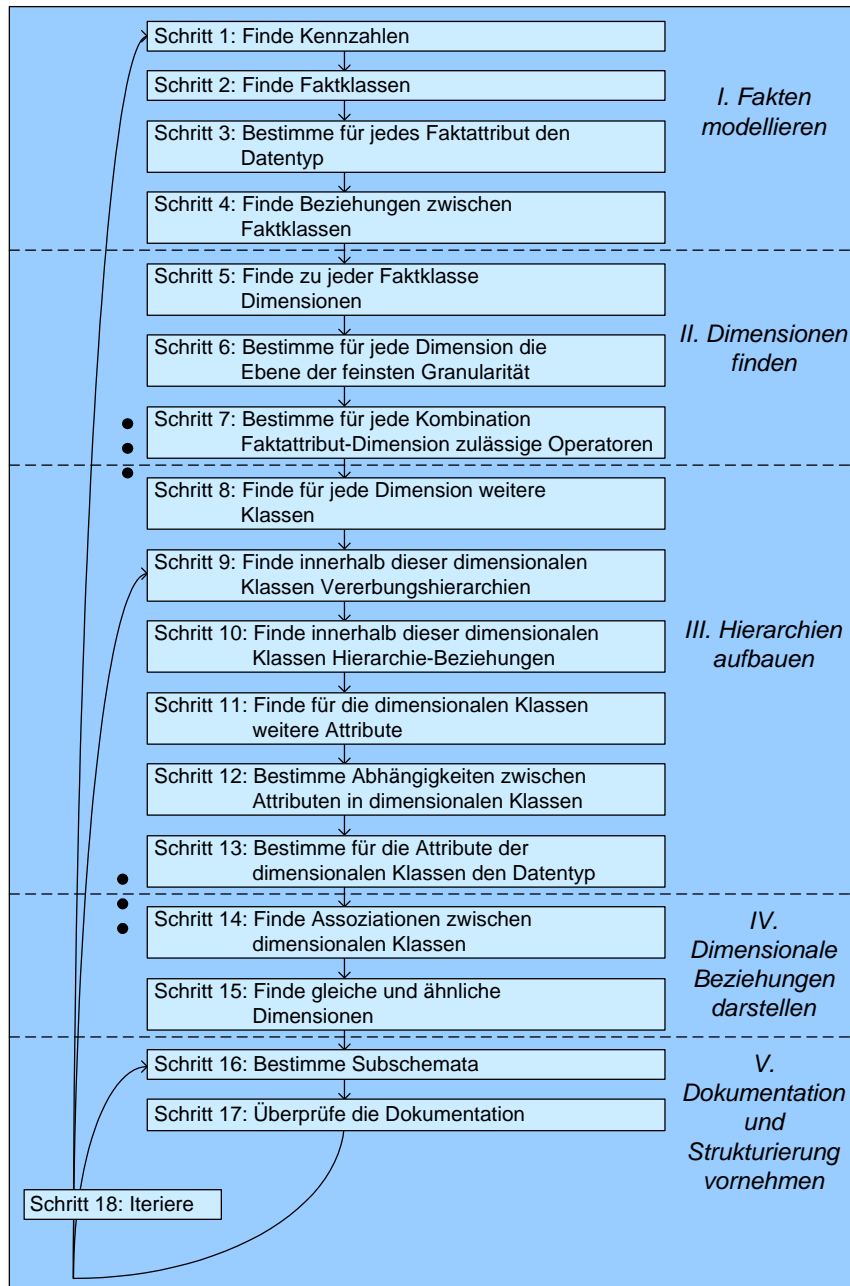 Schritt 1: Finde Kennzahlen
Schritt 2: Finde Faktklassen
Schritt 3: Bestimme für jedes Faktattribut den
Datentyp
Schritt 4: Finde Beziehungen zwischen
Faktklassen
I. Fakten
modellieren
Schritt 5: Finde zu jeder Faktklasse
Dimensionen
Schritt 6: Bestimme für jede Dimension die
Ebene der feinsten Granularität
Schritt 7: Bestimme für jede Kombination
Faktattribut-Dimension zulässige Operatoren
II. Dimensionen
finden
Schritt 8: Finde für jede Dimension weitere
Klassen
Schritt 9: Finde innerhalb dieser dimensionalen
Klassen Vererbungshierarchien
Schritt 10: Finde innerhalb dieser dimensionalen
Klassen Hierarchie-Beziehungen
Schritt 11: Finde für die dimensionalen Klassen
weitere Attribute
Schritt 12: Bestimme Abhängigkeiten zwischen
Attributen in dimensionalen Klassen
Schritt 13: Bestimme für die Attribute der
dimensionalen Klassen den Datentyp
III. Hierarchien
aufbauen
Schritt 14: Finde Assoziationen zwischen
dimensionalen Klassen
Schritt 15: Finde gleiche und ähnliche
Dimensionen
IV.
Dimensionale
Beziehungen
darstellen
Schritt 16: Bestimme Subschemata
Schritt 17: Überprüfe die Dokumentation
V.
Dokumentation
und
Strukturierung
vornehmen
Schritt 18: Iteriere